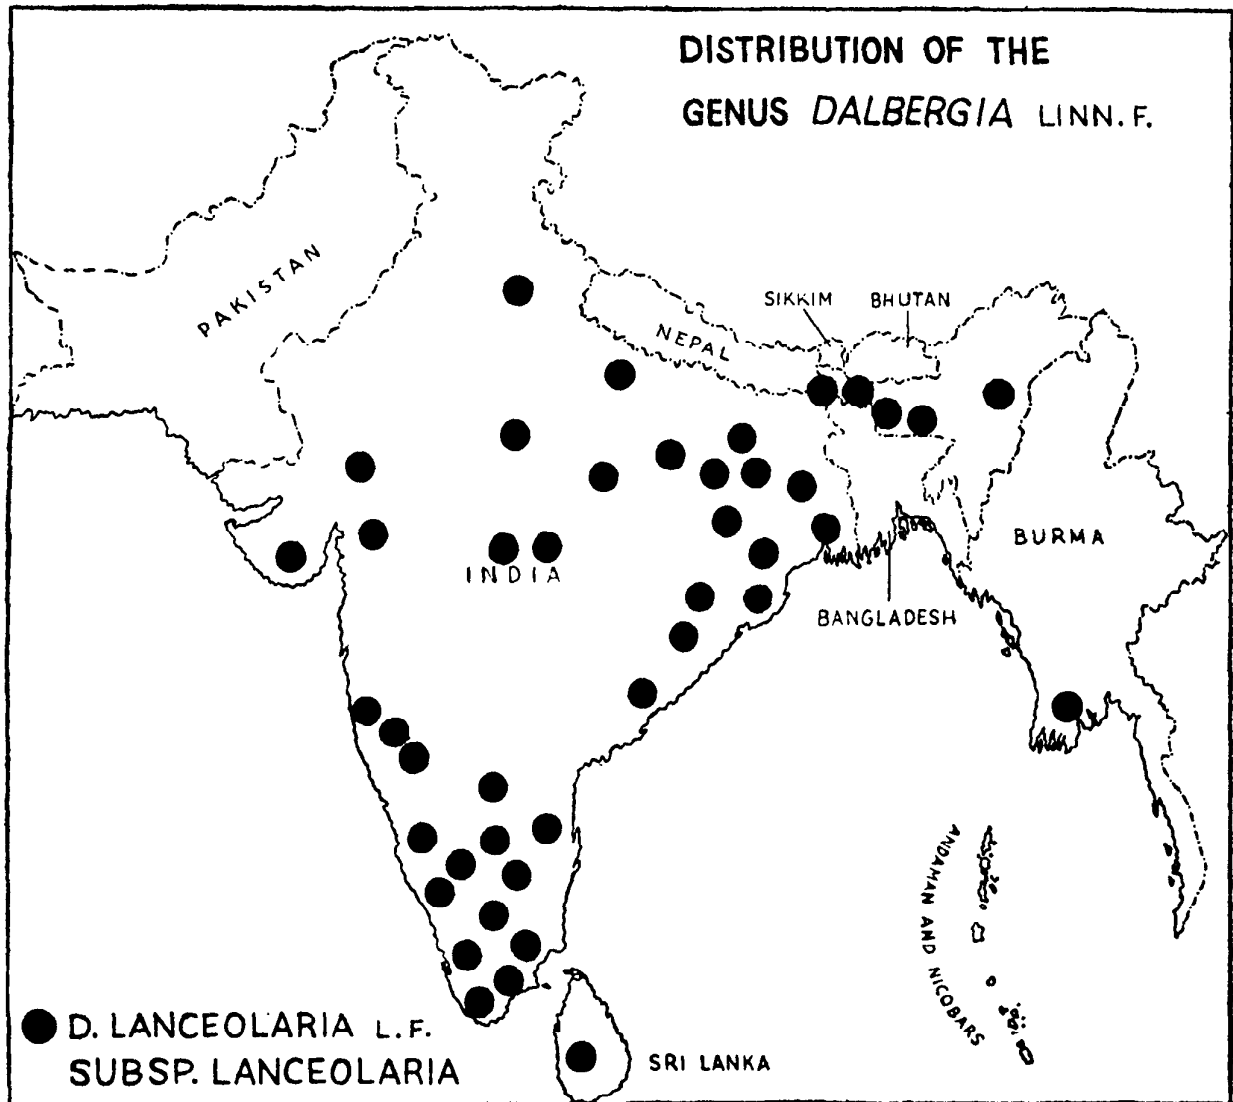 DISTRIBUTION OF THE
GENUS DALBERGIA LINN. F.
PAKISTAN
SIKKIM
BHUTAN
NEPAL
INDIA
BURMA
BANGLADESH
ANDAMAN AND NICOBARS
SRI LANKA
D. LANCEOLARIA L.F.
SUBSP. LANCEOLARIA